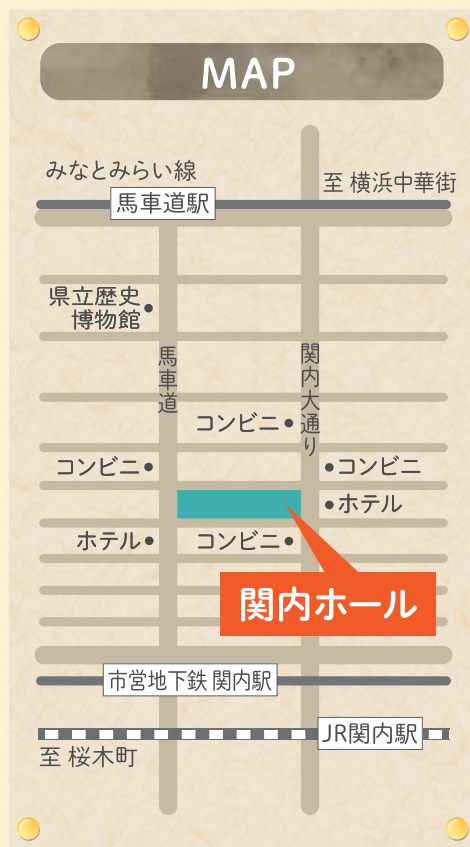 MAP
みなとみらい線
至 横浜中華街
馬車道駅
県立歴史
博物館
馬車道
関内大通り
コンビニ
コンビニ
コンビニ
ホテル
ホテル
コンビニ
関内ホール
市営地下鉄 関内駅
JR関内駅
至 桜木町